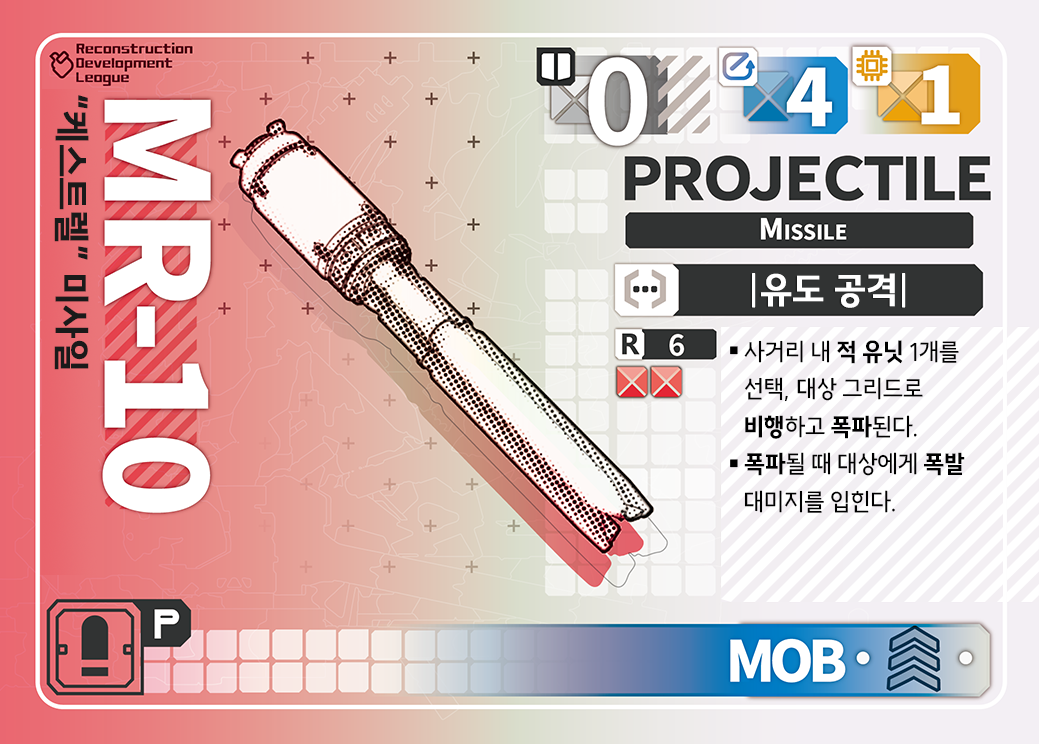 Reconstruction
Development
League
MR-10
"케스트렐" 미사일
0
4
1
PROJECTILE
MISSILE
|유도 공격|
R 6
▪ 사거리 내 적 유닛 1개를
선택, 대상 그리드로
비행하고 폭파된다.
▪ 폭파될 때 대상에게 폭발
대미지를 입힌다.
P
MOB